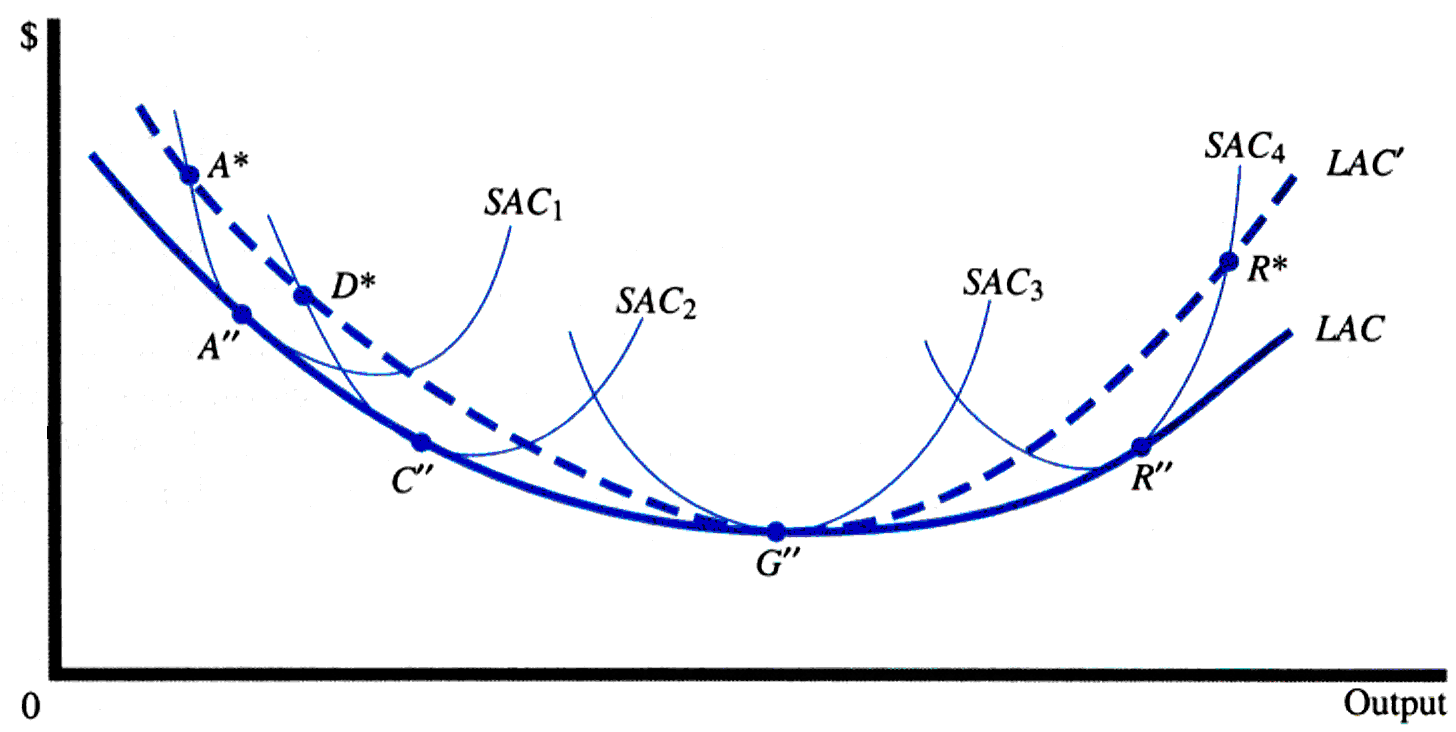 $
SAC₄
LAC′
A*
SAC₁
R*
D*
SAC₃
SAC₂
LAC
A″
C″
R″
G″
0
Output